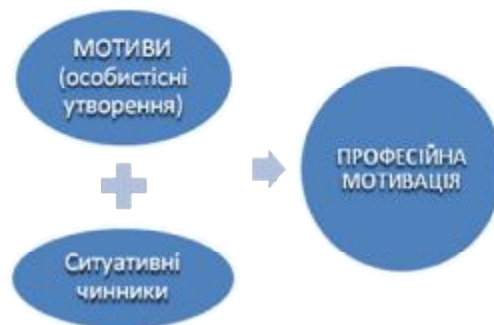 МОТИВИ
(особистісні
утворення)
ПРОФЕСІЙНА
МОТИВАЦІЯ
Ситуативні
чинники